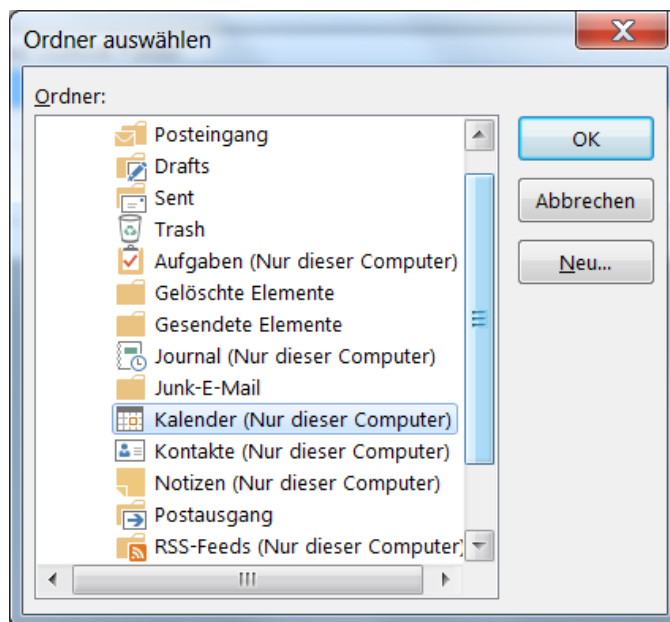 Ordner auswählen
Ordner:
Posteingang
Drafts
Sent
Trash
Aufgaben (Nur dieser Computer)
Gelöschte Elemente
Gesendete Elemente
Journal (Nur dieser Computer)
Junk-E-Mail
Kalender (Nur dieser Computer)
Kontakte (Nur dieser Computer)
Notizen (Nur dieser Computer)
Postausgang
RSS-Feeds (Nur dieser Computer)
OK
Abbrechen
Neu...